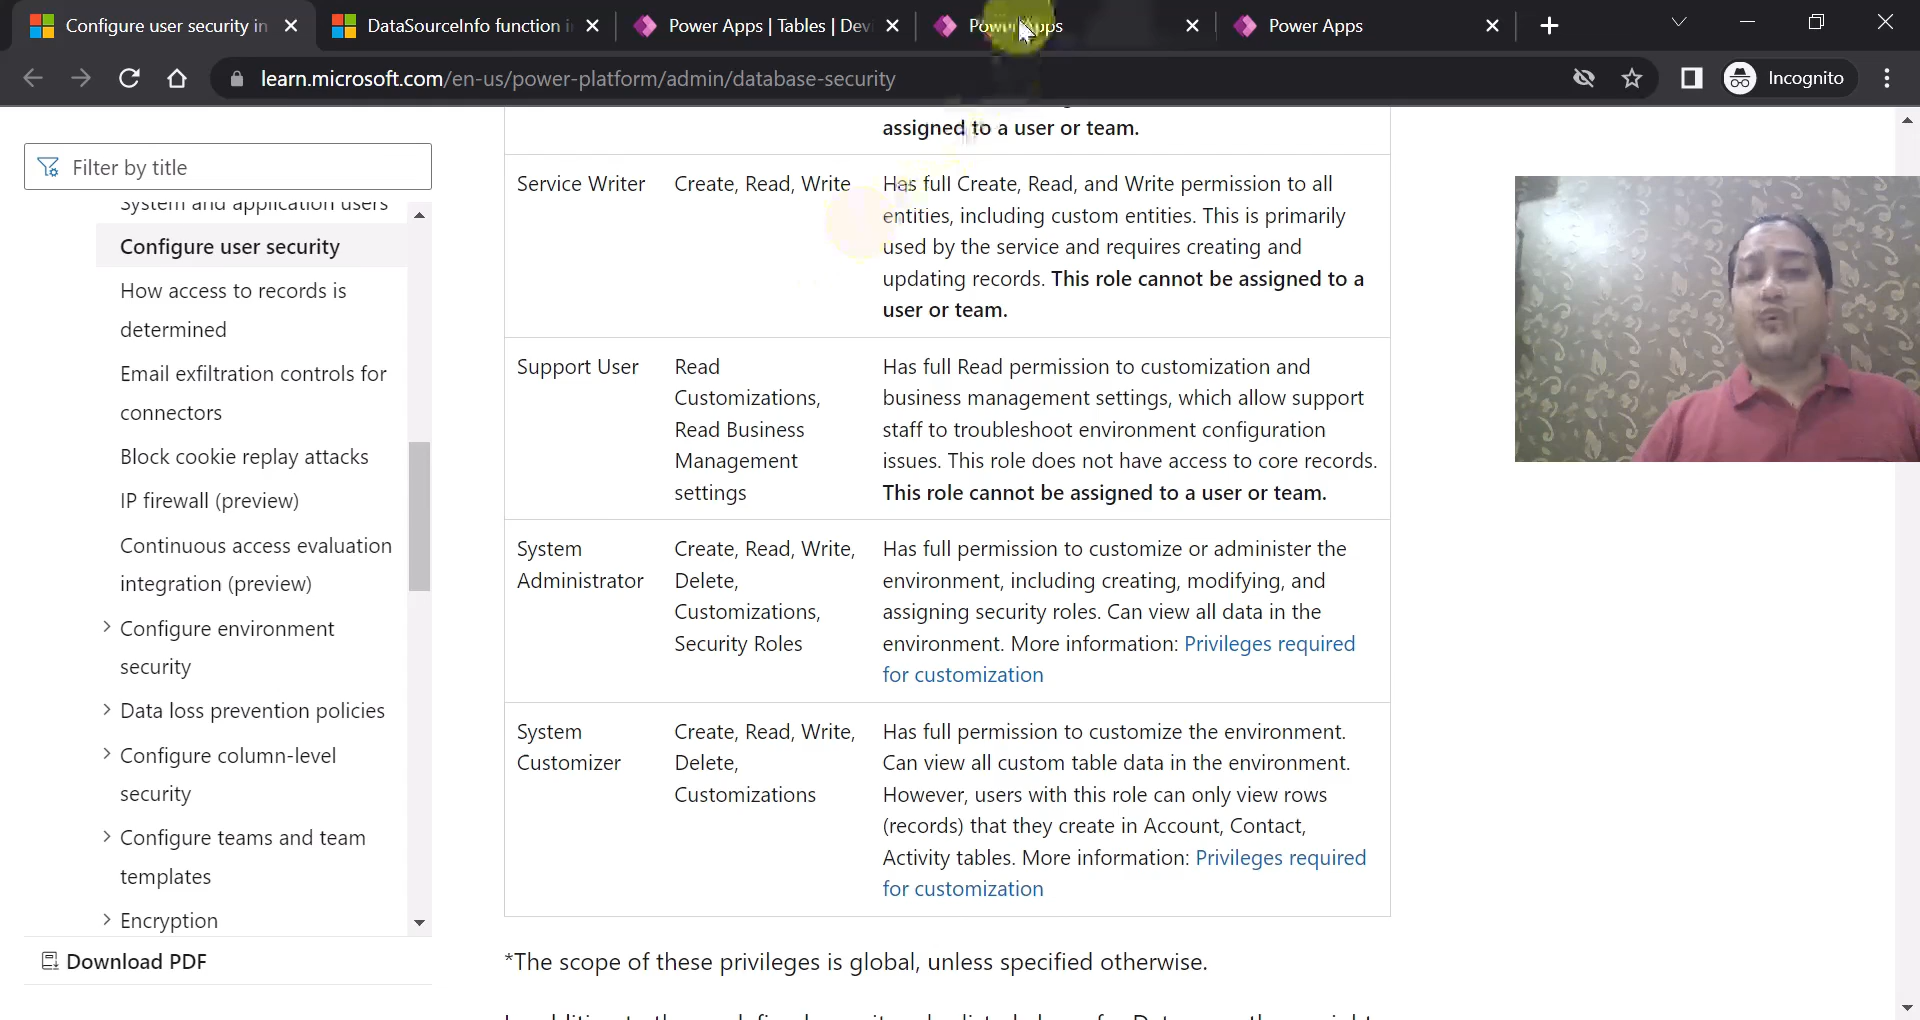 Configure user security in
DataSourceInfo function i
Power Apps | Tables | Dev
Power Apps
Power Apps
learn.microsoft.com/en-us/power-platform/admin/database-security
Incognito
Filter by title
System and application users
Configure user security
How access to records is
determined
Email exfiltration controls for
connectors
Block cookie replay attacks
IP firewall (preview)
Continuous access evaluation
integration (preview)
Configure environment
security
Data loss prevention policies
Configure column-level
security
Configure teams and team
templates
Encryption
Download PDF
assigned to a user or team.
Service Writer
Create, Read, Write
Has full Create, Read, and Write permission to all
entities, including custom entities. This is primarily
used by the service and requires creating and
updating records. This role cannot be assigned to a
user or team.
Support User
Read
Customizations,
Read Business
Management
settings
Has full Read permission to customization and
business management settings, which allow support
staff to troubleshoot environment configuration
issues. This role does not have access to core records.
This role cannot be assigned to a user or team.
System
Administrator
Create, Read, Write,
Delete,
Customizations,
Security Roles
Has full permission to customize or administer the
environment, including creating, modifying, and
assigning security roles. Can view all data in the
environment. More information: Privileges required
for customization
System
Customizer
Create, Read, Write,
Delete,
Customizations
Has full permission to customize the environment.
Can view all custom table data in the environment.
However, users with this role can only view rows
(records) that they create in Account, Contact,
Activity tables. More information: Privileges required
for customization
*The scope of these privileges is global, unless specified otherwise.